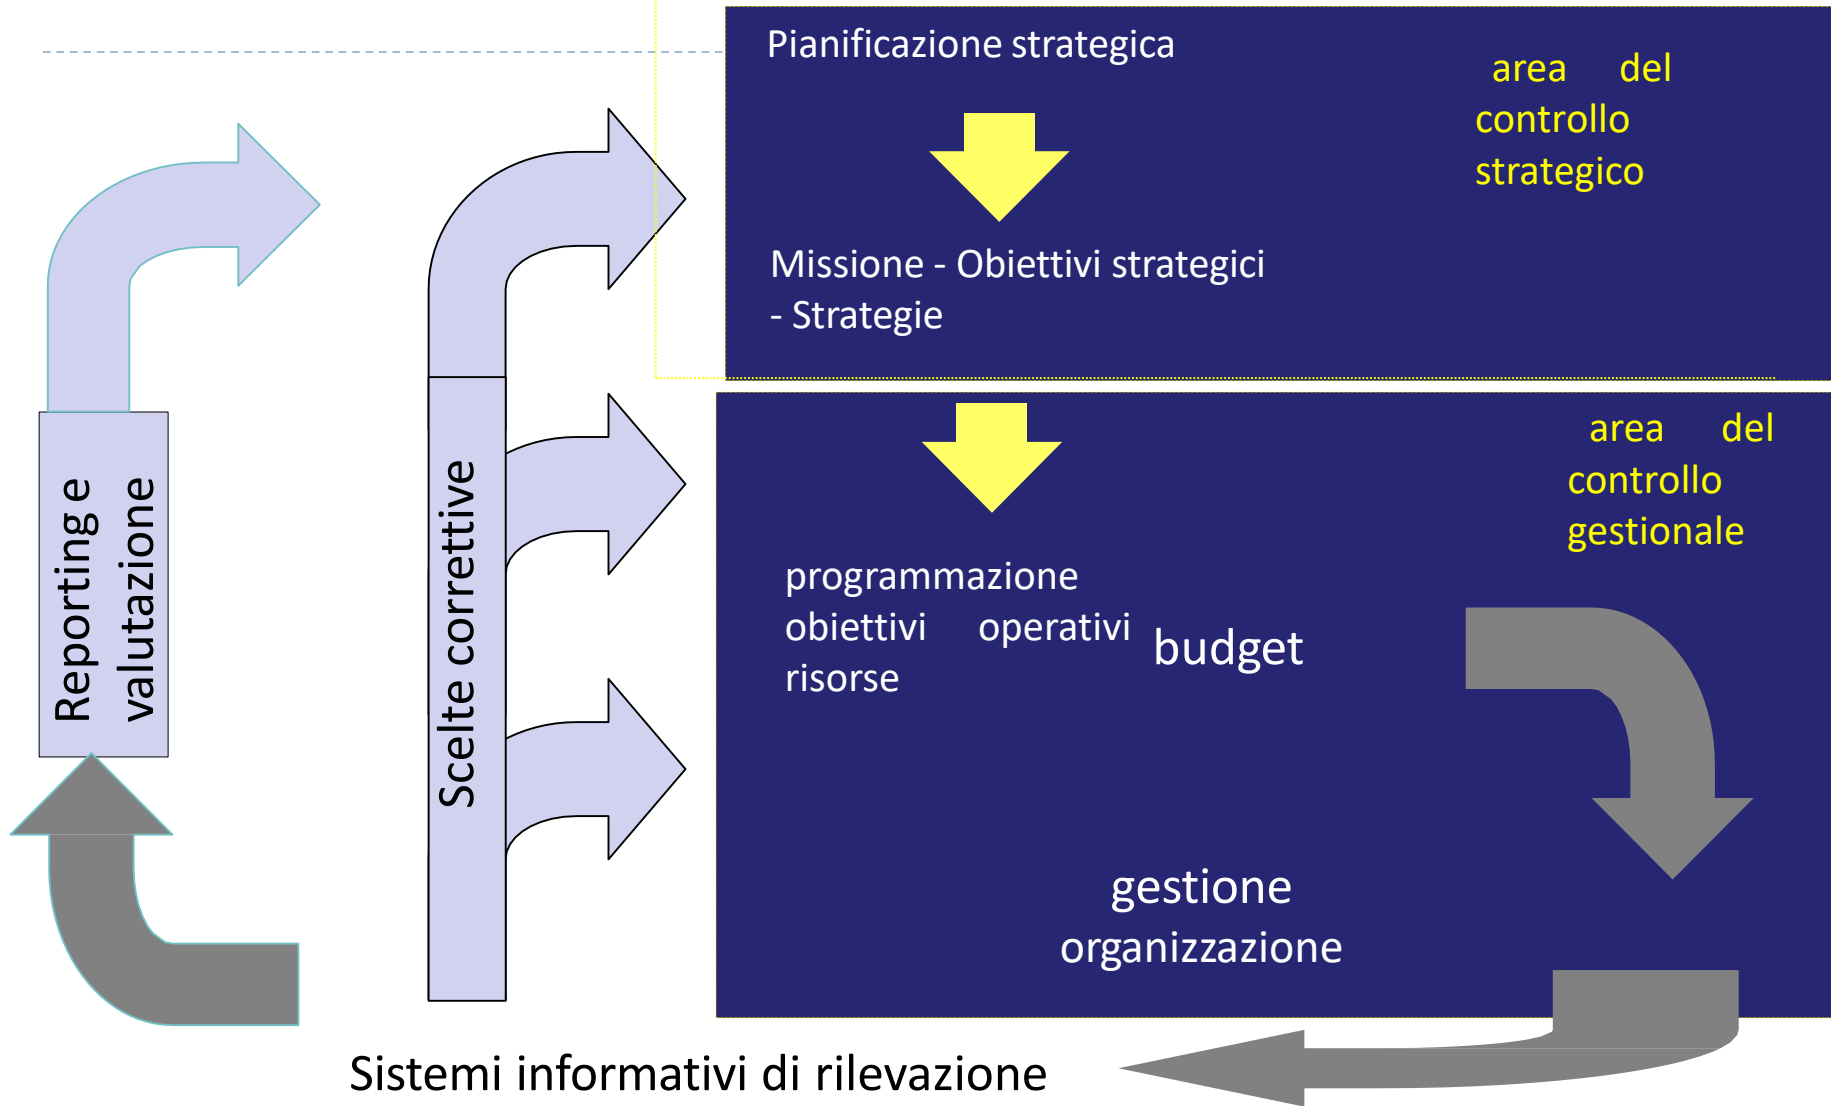 Pianificazione strategica
area del
controllo
strategico
Missione - Obiettivi strategici
- Strategie
area del
controllo
gestionale
Reporting e
valutazione
Scelte correttive
programmazione
obiettivi operativi
risorse
budget
gestione
organizzazione
Sistemi informativi di rilevazione